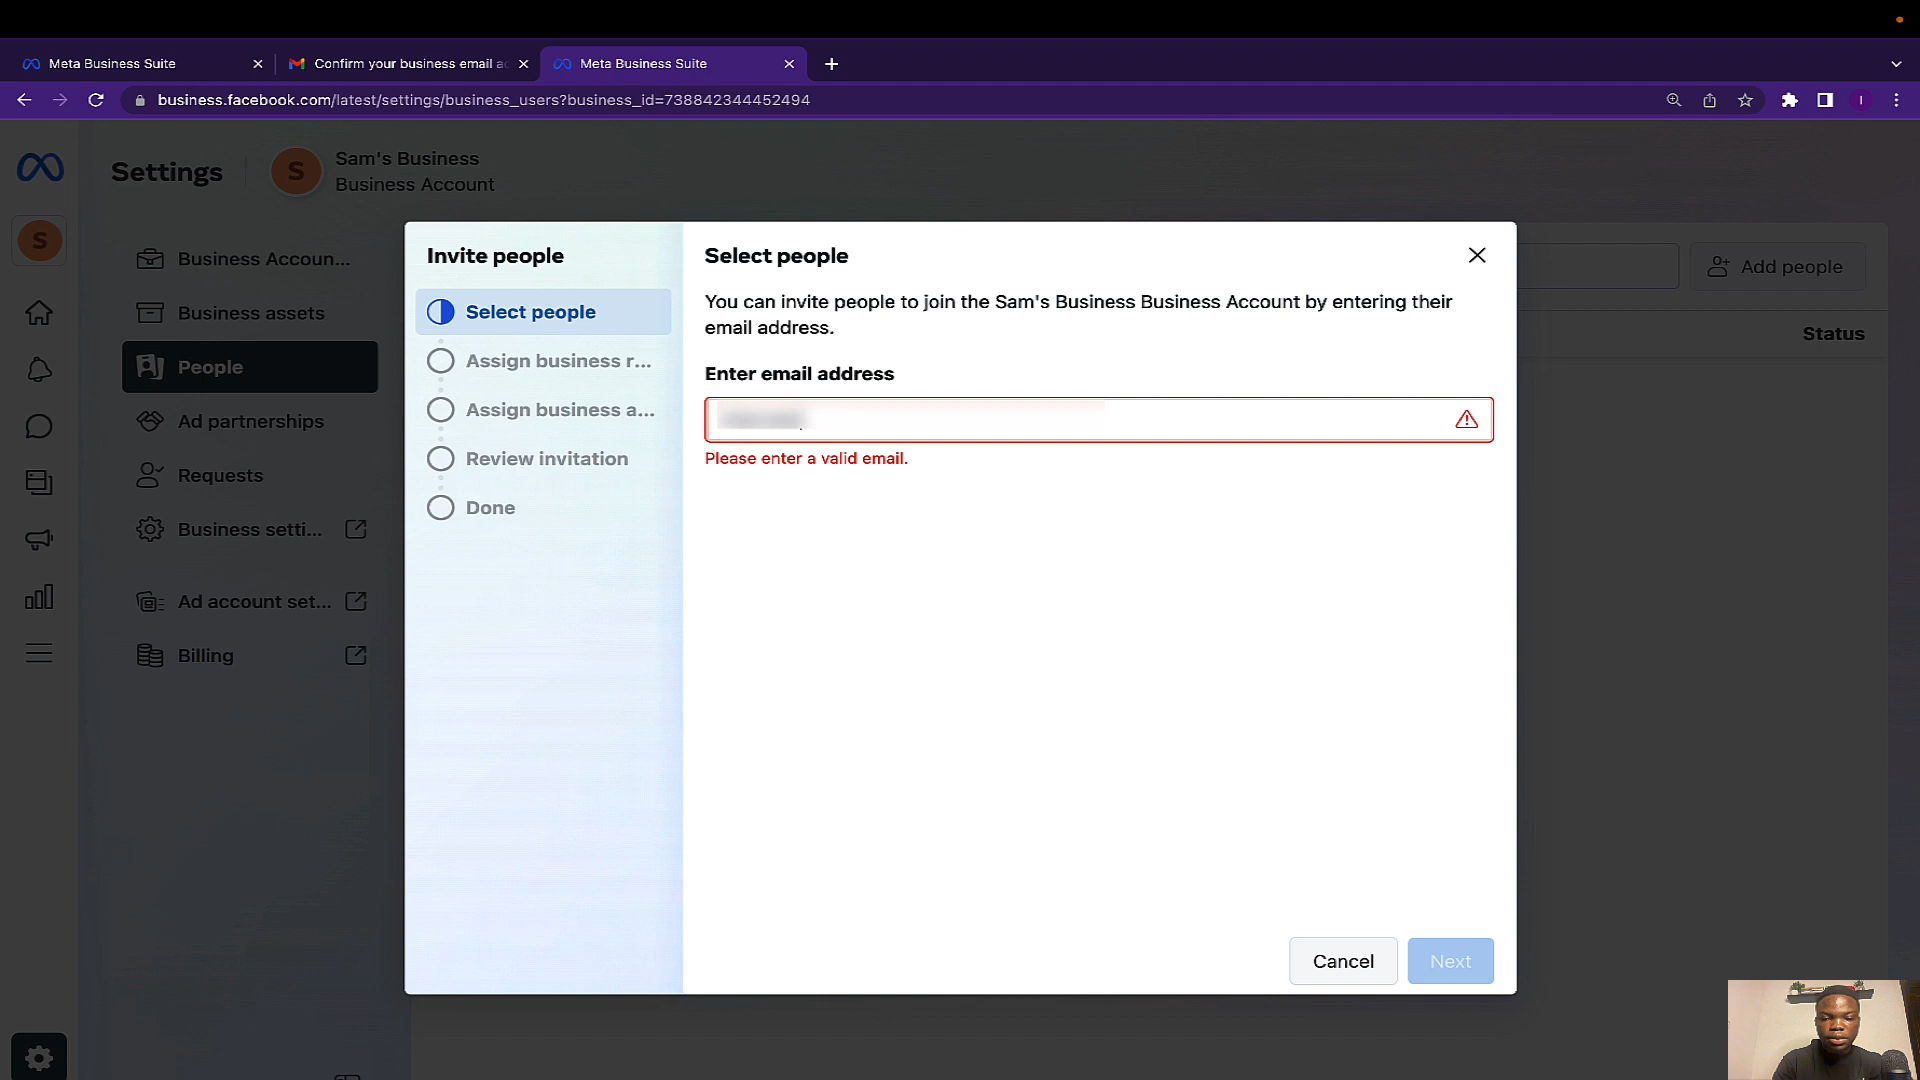 Meta Business Suite
Confirm your business email ac
Meta Business Suite
business.facebook.com/latest/settings/business_users?business_id=738842344452494
I
Settings
S
Sam's Business
Business Account
S
Business Accoun...
Business assets
People
Ad partnerships
Requests
Business setti...
Ad account set...
Billing
Add people
Status
Invite people
Select people
Assign business r...
Assign business a...
Review invitation
Done
Select people
You can invite people to join the Sam's Business Business Account by entering their
email address.
Enter email address
Please enter a valid email.
Cancel
Next